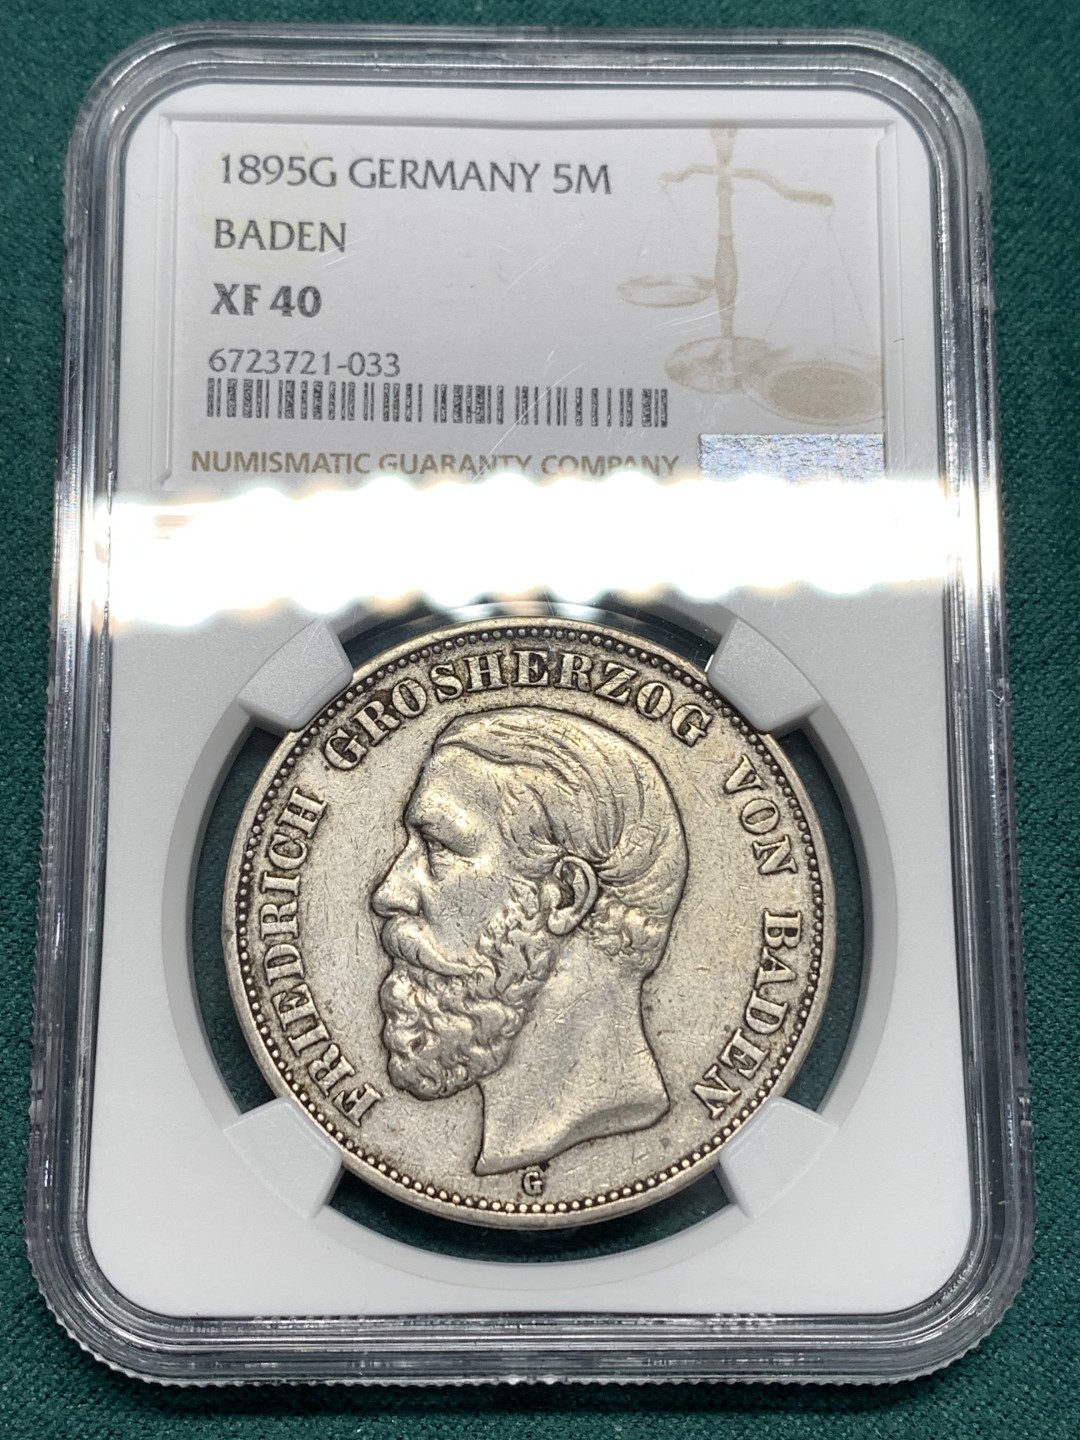 1895G GERMANY 5M
BADEN
XF 40
6723721-033
NUMISMATIC GUARANTY COMPANY
FRIEDRICH GROSHERZOG VON BADEN
G